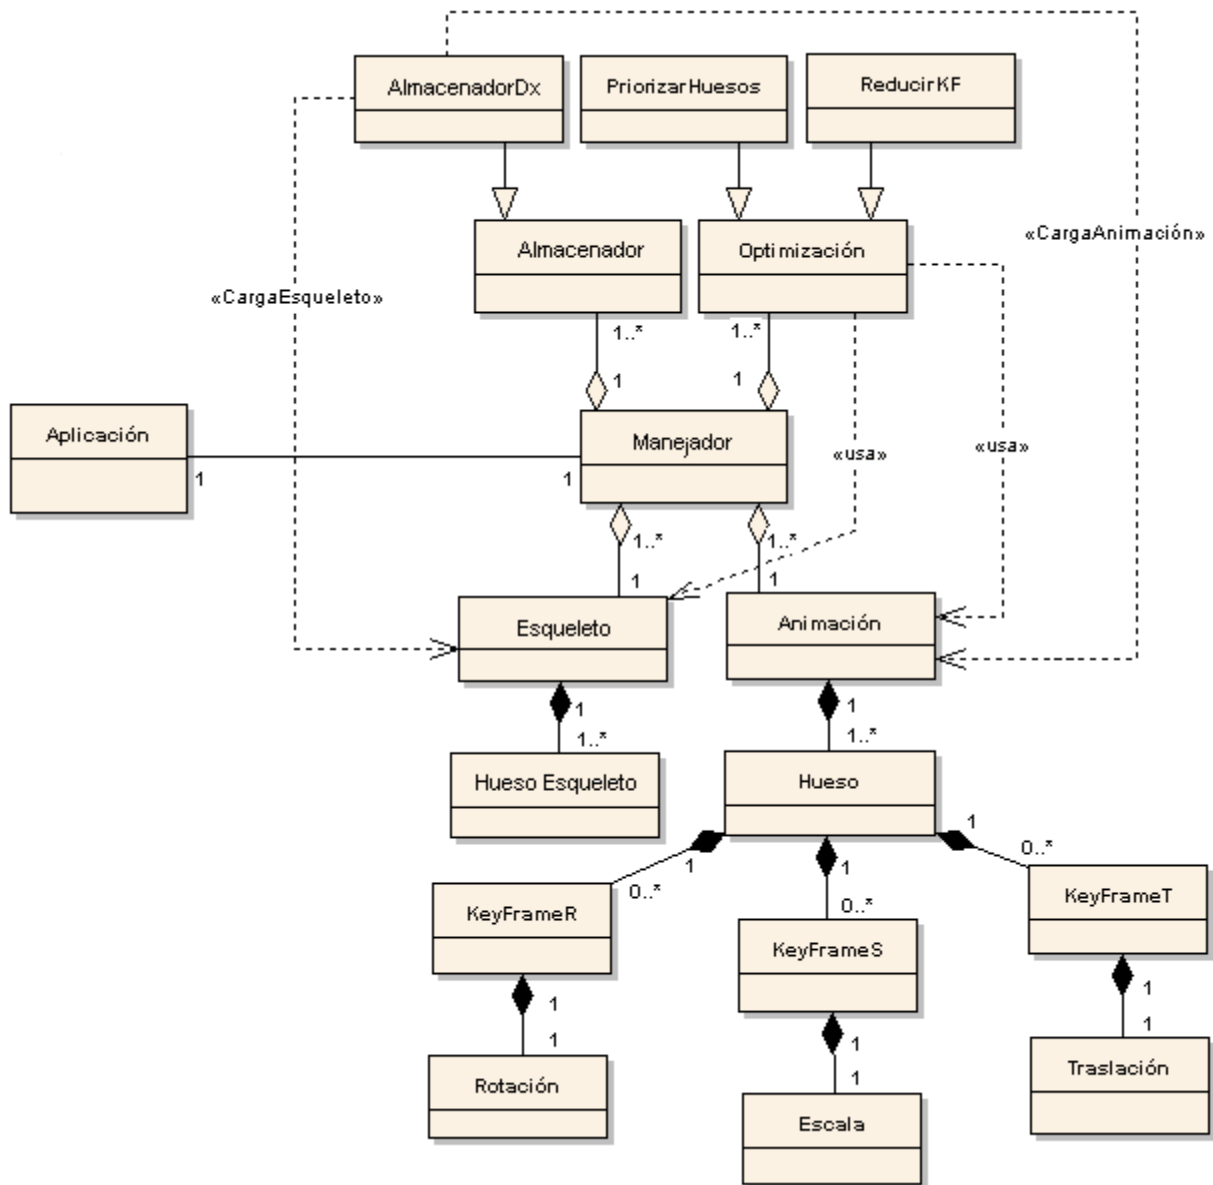 AlmacenadorDx
PriorizarHuesos
ReducirKF
Almacenador
Optimización
«CargaAnimación»
«CargaEsqueleto»
1..*
1..*
1
1
Aplicación
Manejador
«usa»
«usa»
1
1
1..*
1..*
1
1
Esqueleto
Animación
1
1
1..*
1..*
Hueso Esqueleto
Hueso
1
1
1
0..*
0..*
0..*
KeyFrameR
KeyFrameS
KeyFrameT
1
1
1
1
1
1
Rotación
Escala
Traslación